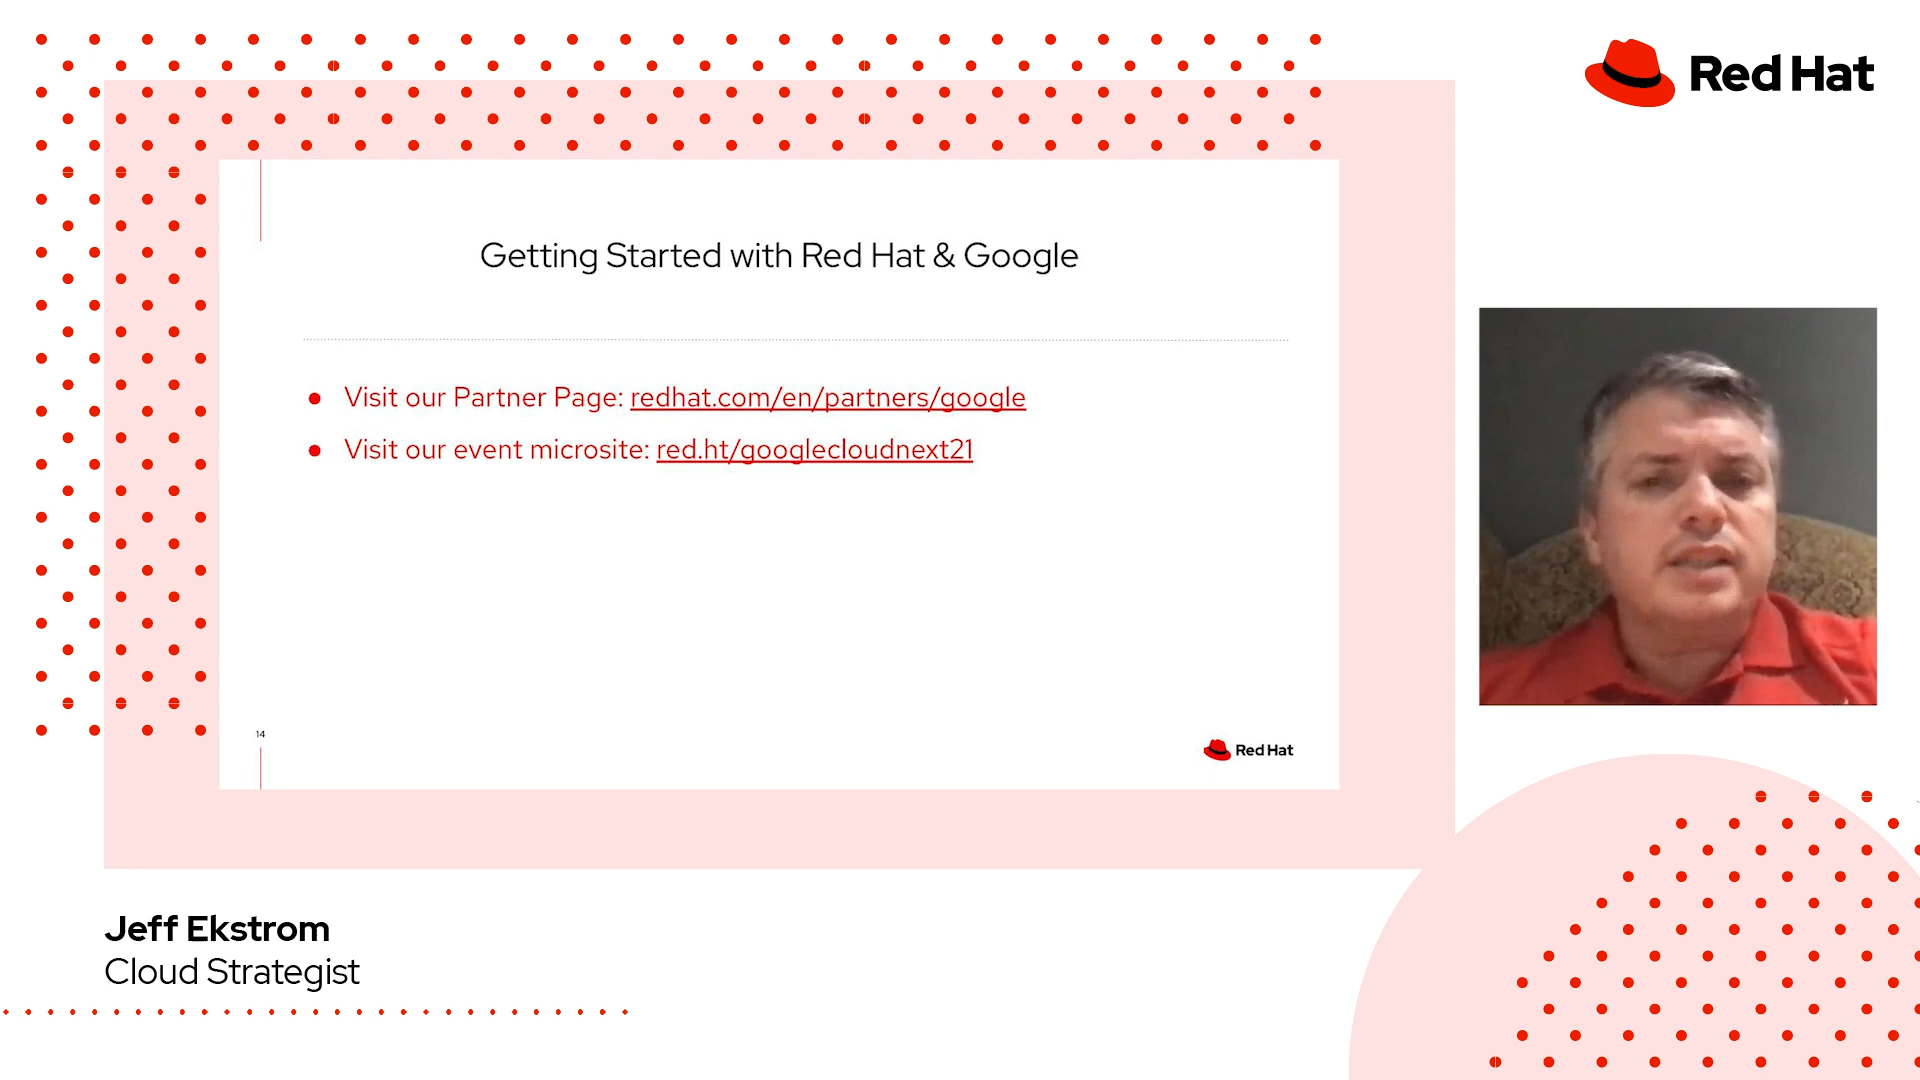 Red Hat
Getting Started with Red Hat & Google
Visit our Partner Page: redhat.com/en/partners/google
Visit our event microsite: red.ht/googlecloudnext21
14
Red Hat
Jeff Ekstrom
Cloud Strategist